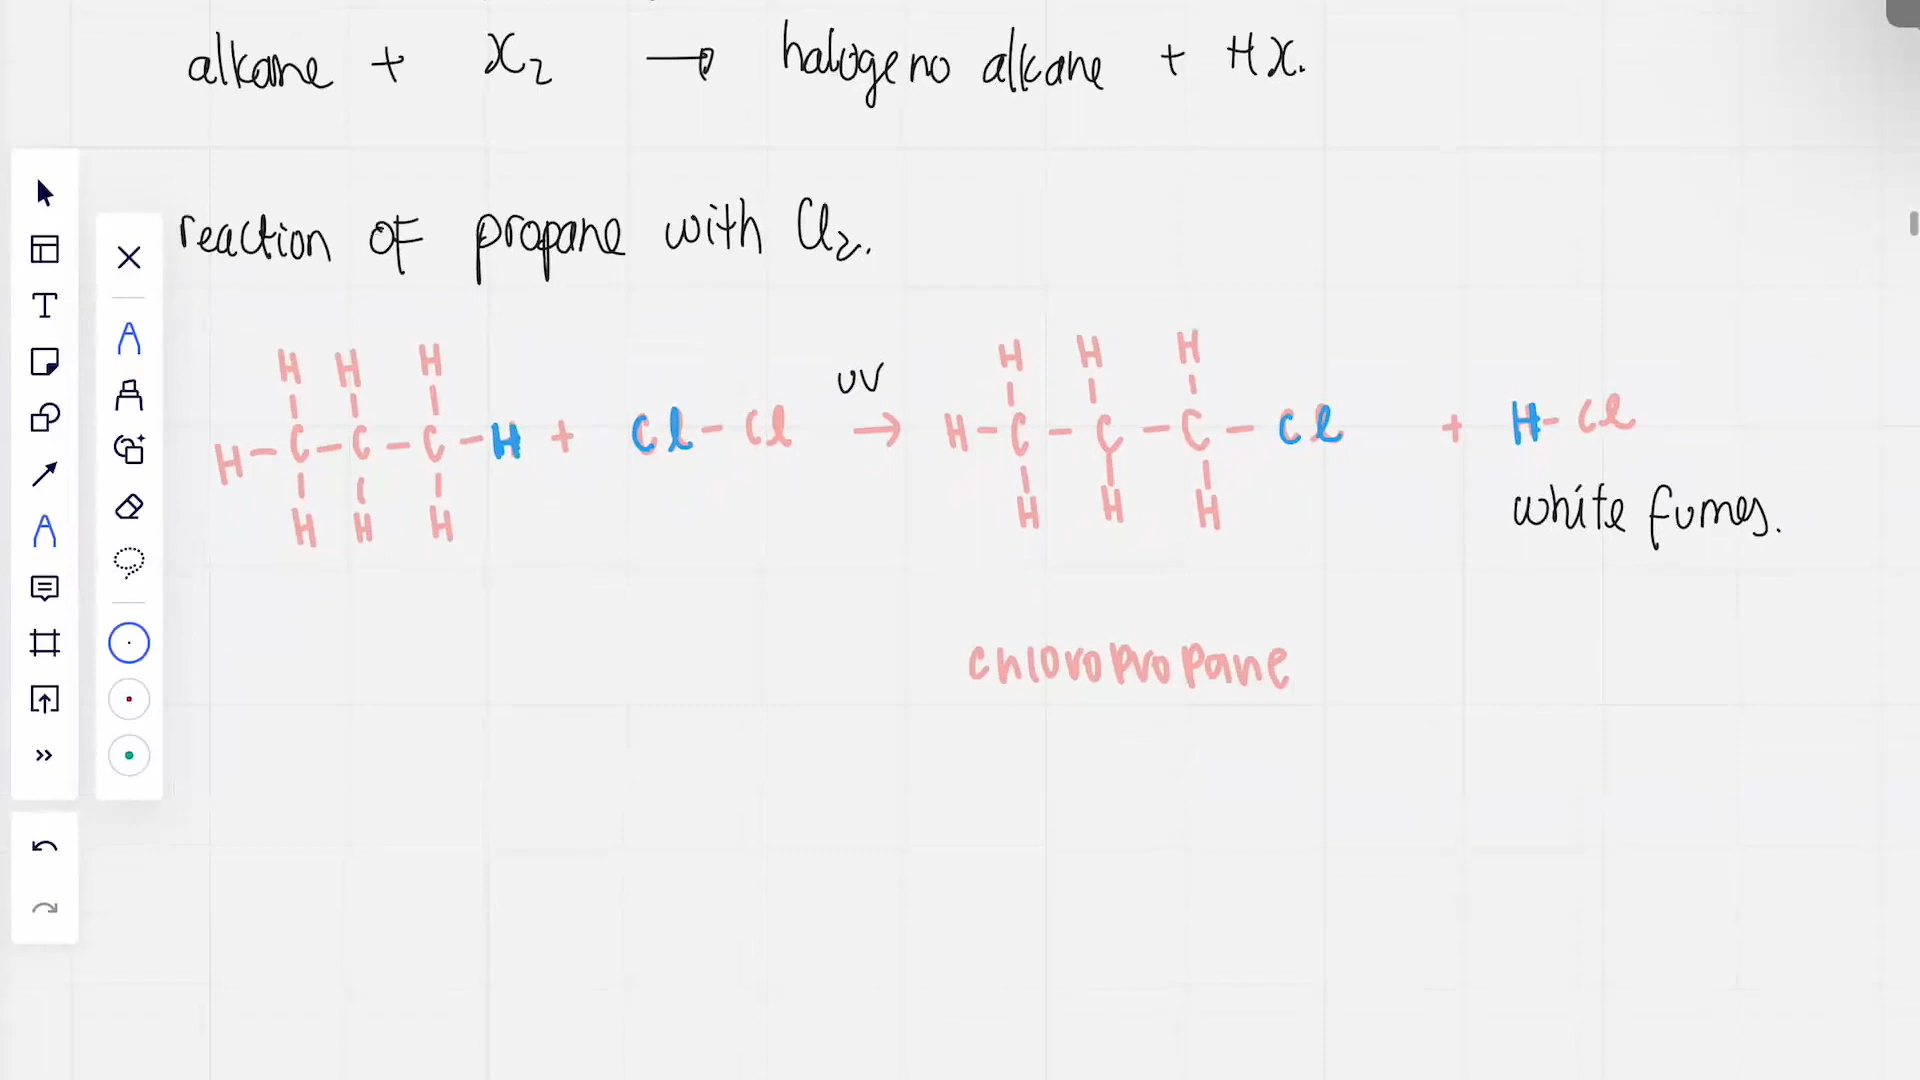 alkane + X2 → halogeno alkane + HX.
reaction of propane with Cl2.
H H H UV H H H
H-C-C-C-H + Cl-Cl → H-C-C-C-Cl + H-Cl
H H H H H H
white fumes.
chloropropane